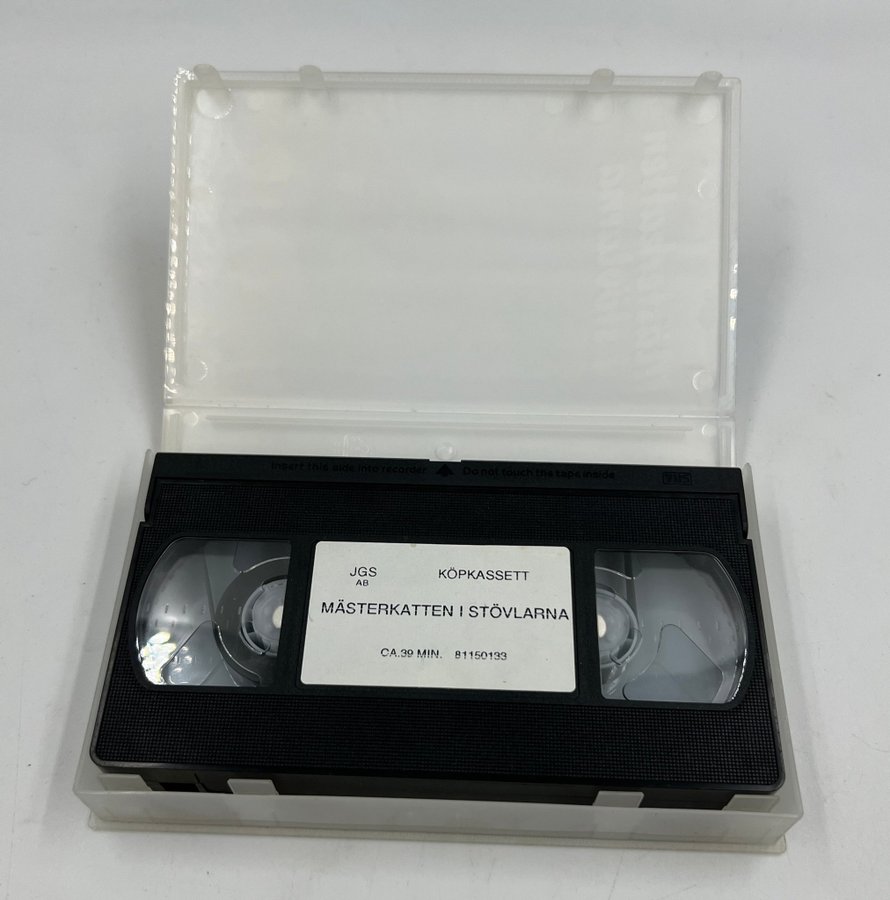 Insert this side into recorder Do not touch the tape inside VHS
JGS KÖPKASSETT
AB
MÄSTERKATTEN I STÖVLARNA
CA.39 MIN. 81150133